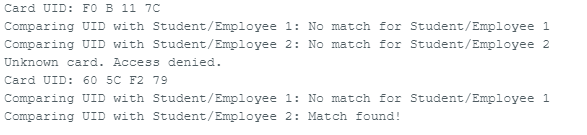 Card UID: F0 B 11 7C
Comparing UID with Student/Employee 1: No match for Student/Employee 1
Comparing UID with Student/Employee 2: No match for Student/Employee 2
Unknown card. Access denied.
Card UID: 60 5C F2 79
Comparing UID with Student/Employee 1: No match for Student/Employee 1
Comparing UID with Student/Employee 2: Match found!